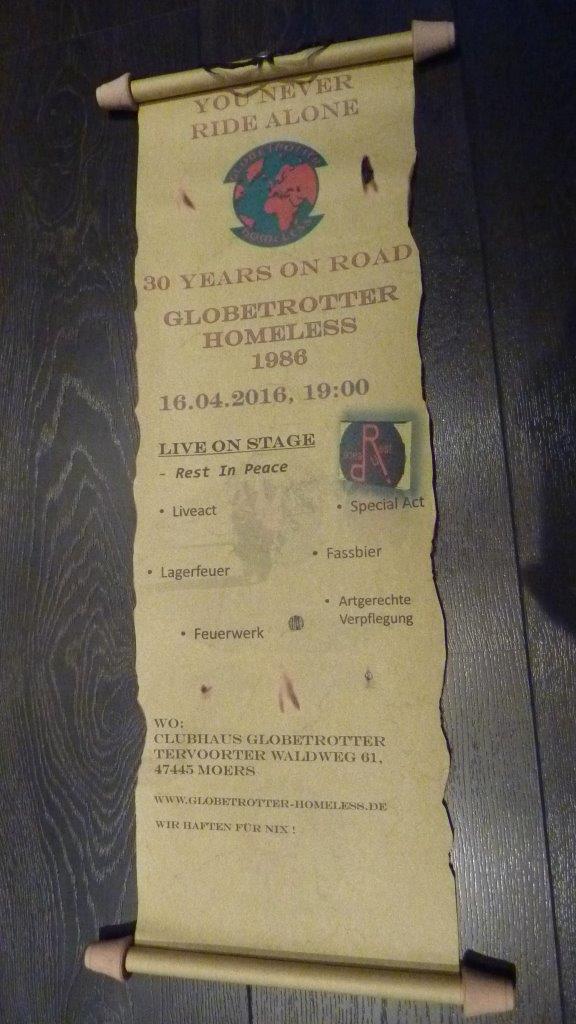 YOU NEVER
RIDE ALONE
GLOBETROTTER
HOMELESS
30 YEARS ON ROAD
GLOBETROTTER
HOMELESS
1986
16.04.2016, 19:00
LIVE ON STAGE
- Rest In Peace
• Liveact
• Special Act
• Fassbier
• Lagerfeuer
• Artgerechte
Verpflegung
• Feuerwerk
WO:
CLUBHAUS GLOBETROTTER
TERVOORTER WALDWEG 61,
47445 MOERS
WWW.GLOBETROTTER-HOMELESS.DE
WIR HAFTEN FÜR NIX !